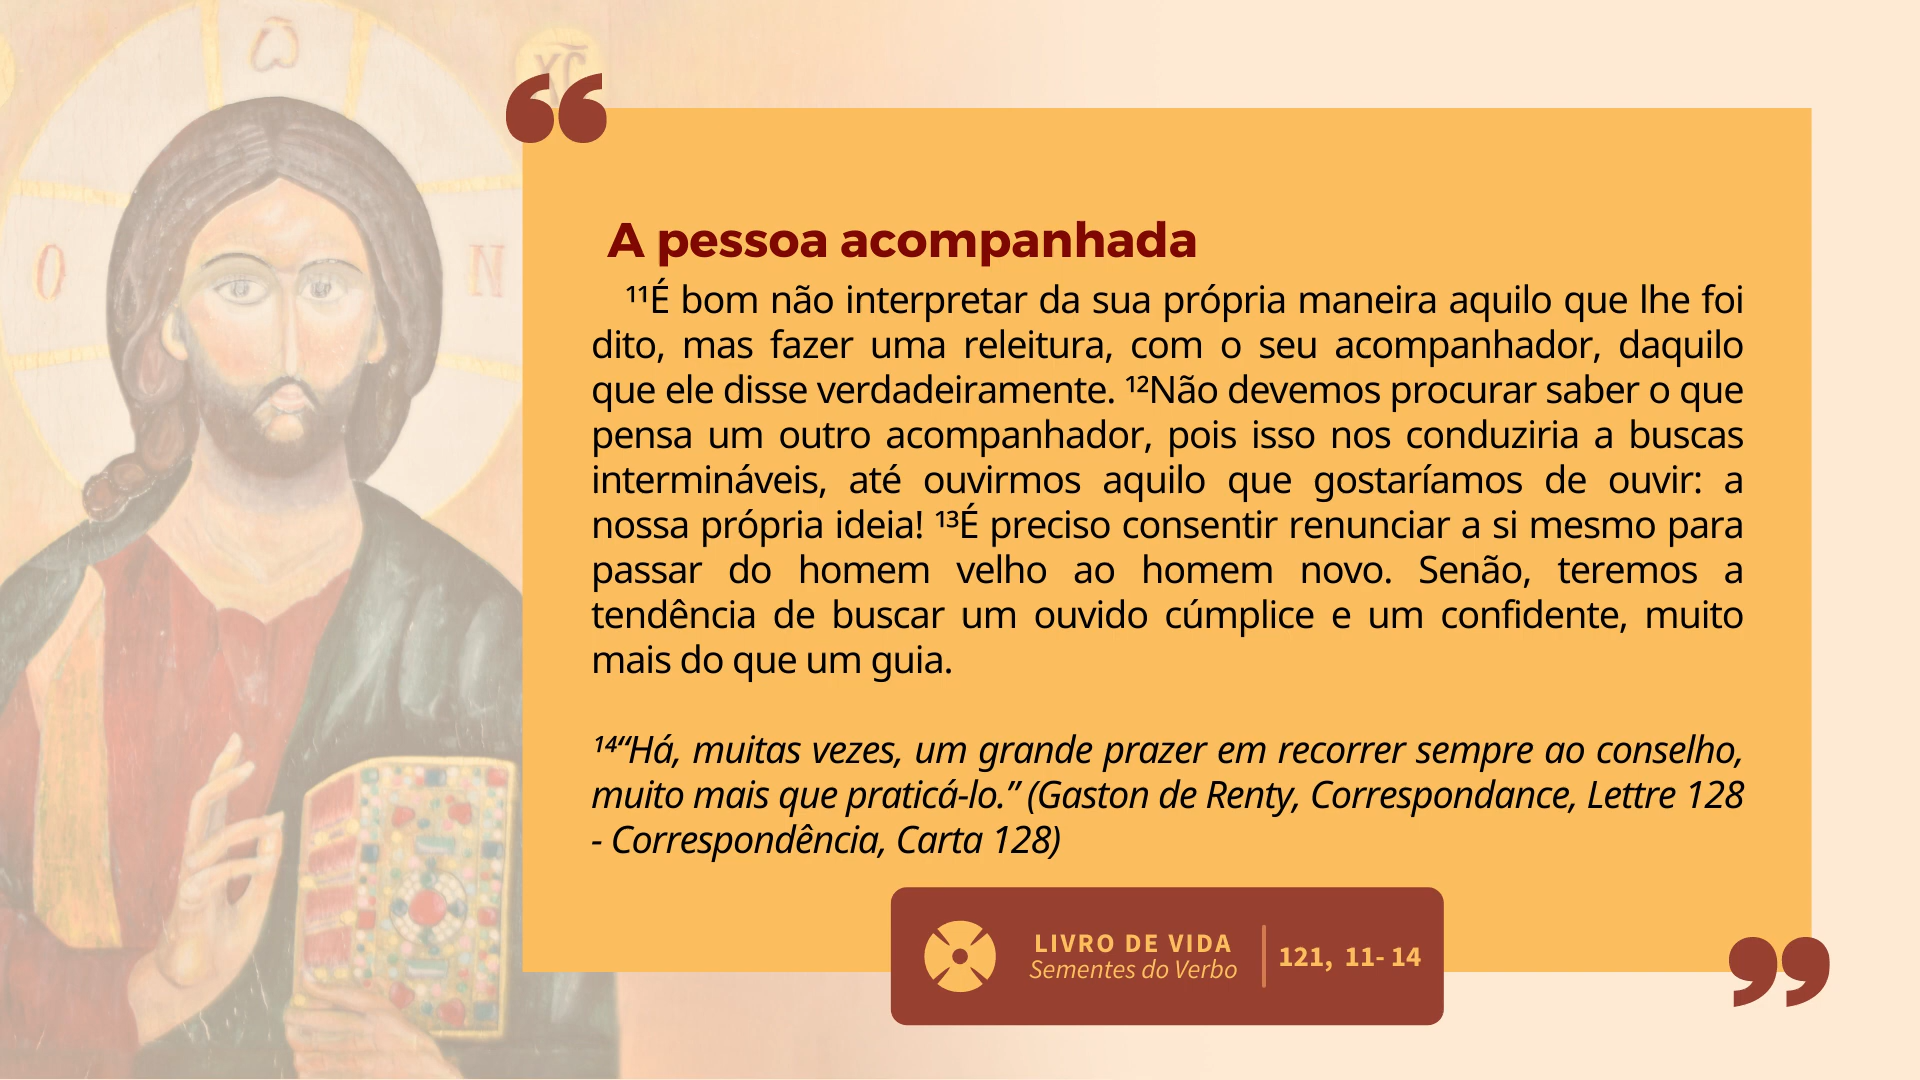 ω
XC
O
N
“
A pessoa acompanhada
¹¹É bom não interpretar da sua própria maneira aquilo que lhe foi
dito, mas fazer uma releitura, com o seu acompanhador, daquilo
que ele disse verdadeiramente. ¹²Não devemos procurar saber o que
pensa um outro acompanhador, pois isso nos conduziria a buscas
intermináveis, até ouvirmos aquilo que gostaríamos de ouvir: a
nossa própria ideia! ¹³É preciso consentir renunciar a si mesmo para
passar do homem velho ao homem novo. Senão, teremos a
tendência de buscar um ouvido cúmplice e um confidente, muito
mais do que um guia.
¹⁴“Há, muitas vezes, um grande prazer em recorrer sempre ao conselho,
muito mais que praticá-lo.” (Gaston de Renty, Correspondance, Lettre 128
- Correspondência, Carta 128)
LIVRO DE VIDA
Sementes do Verbo
121, 11- 14
”